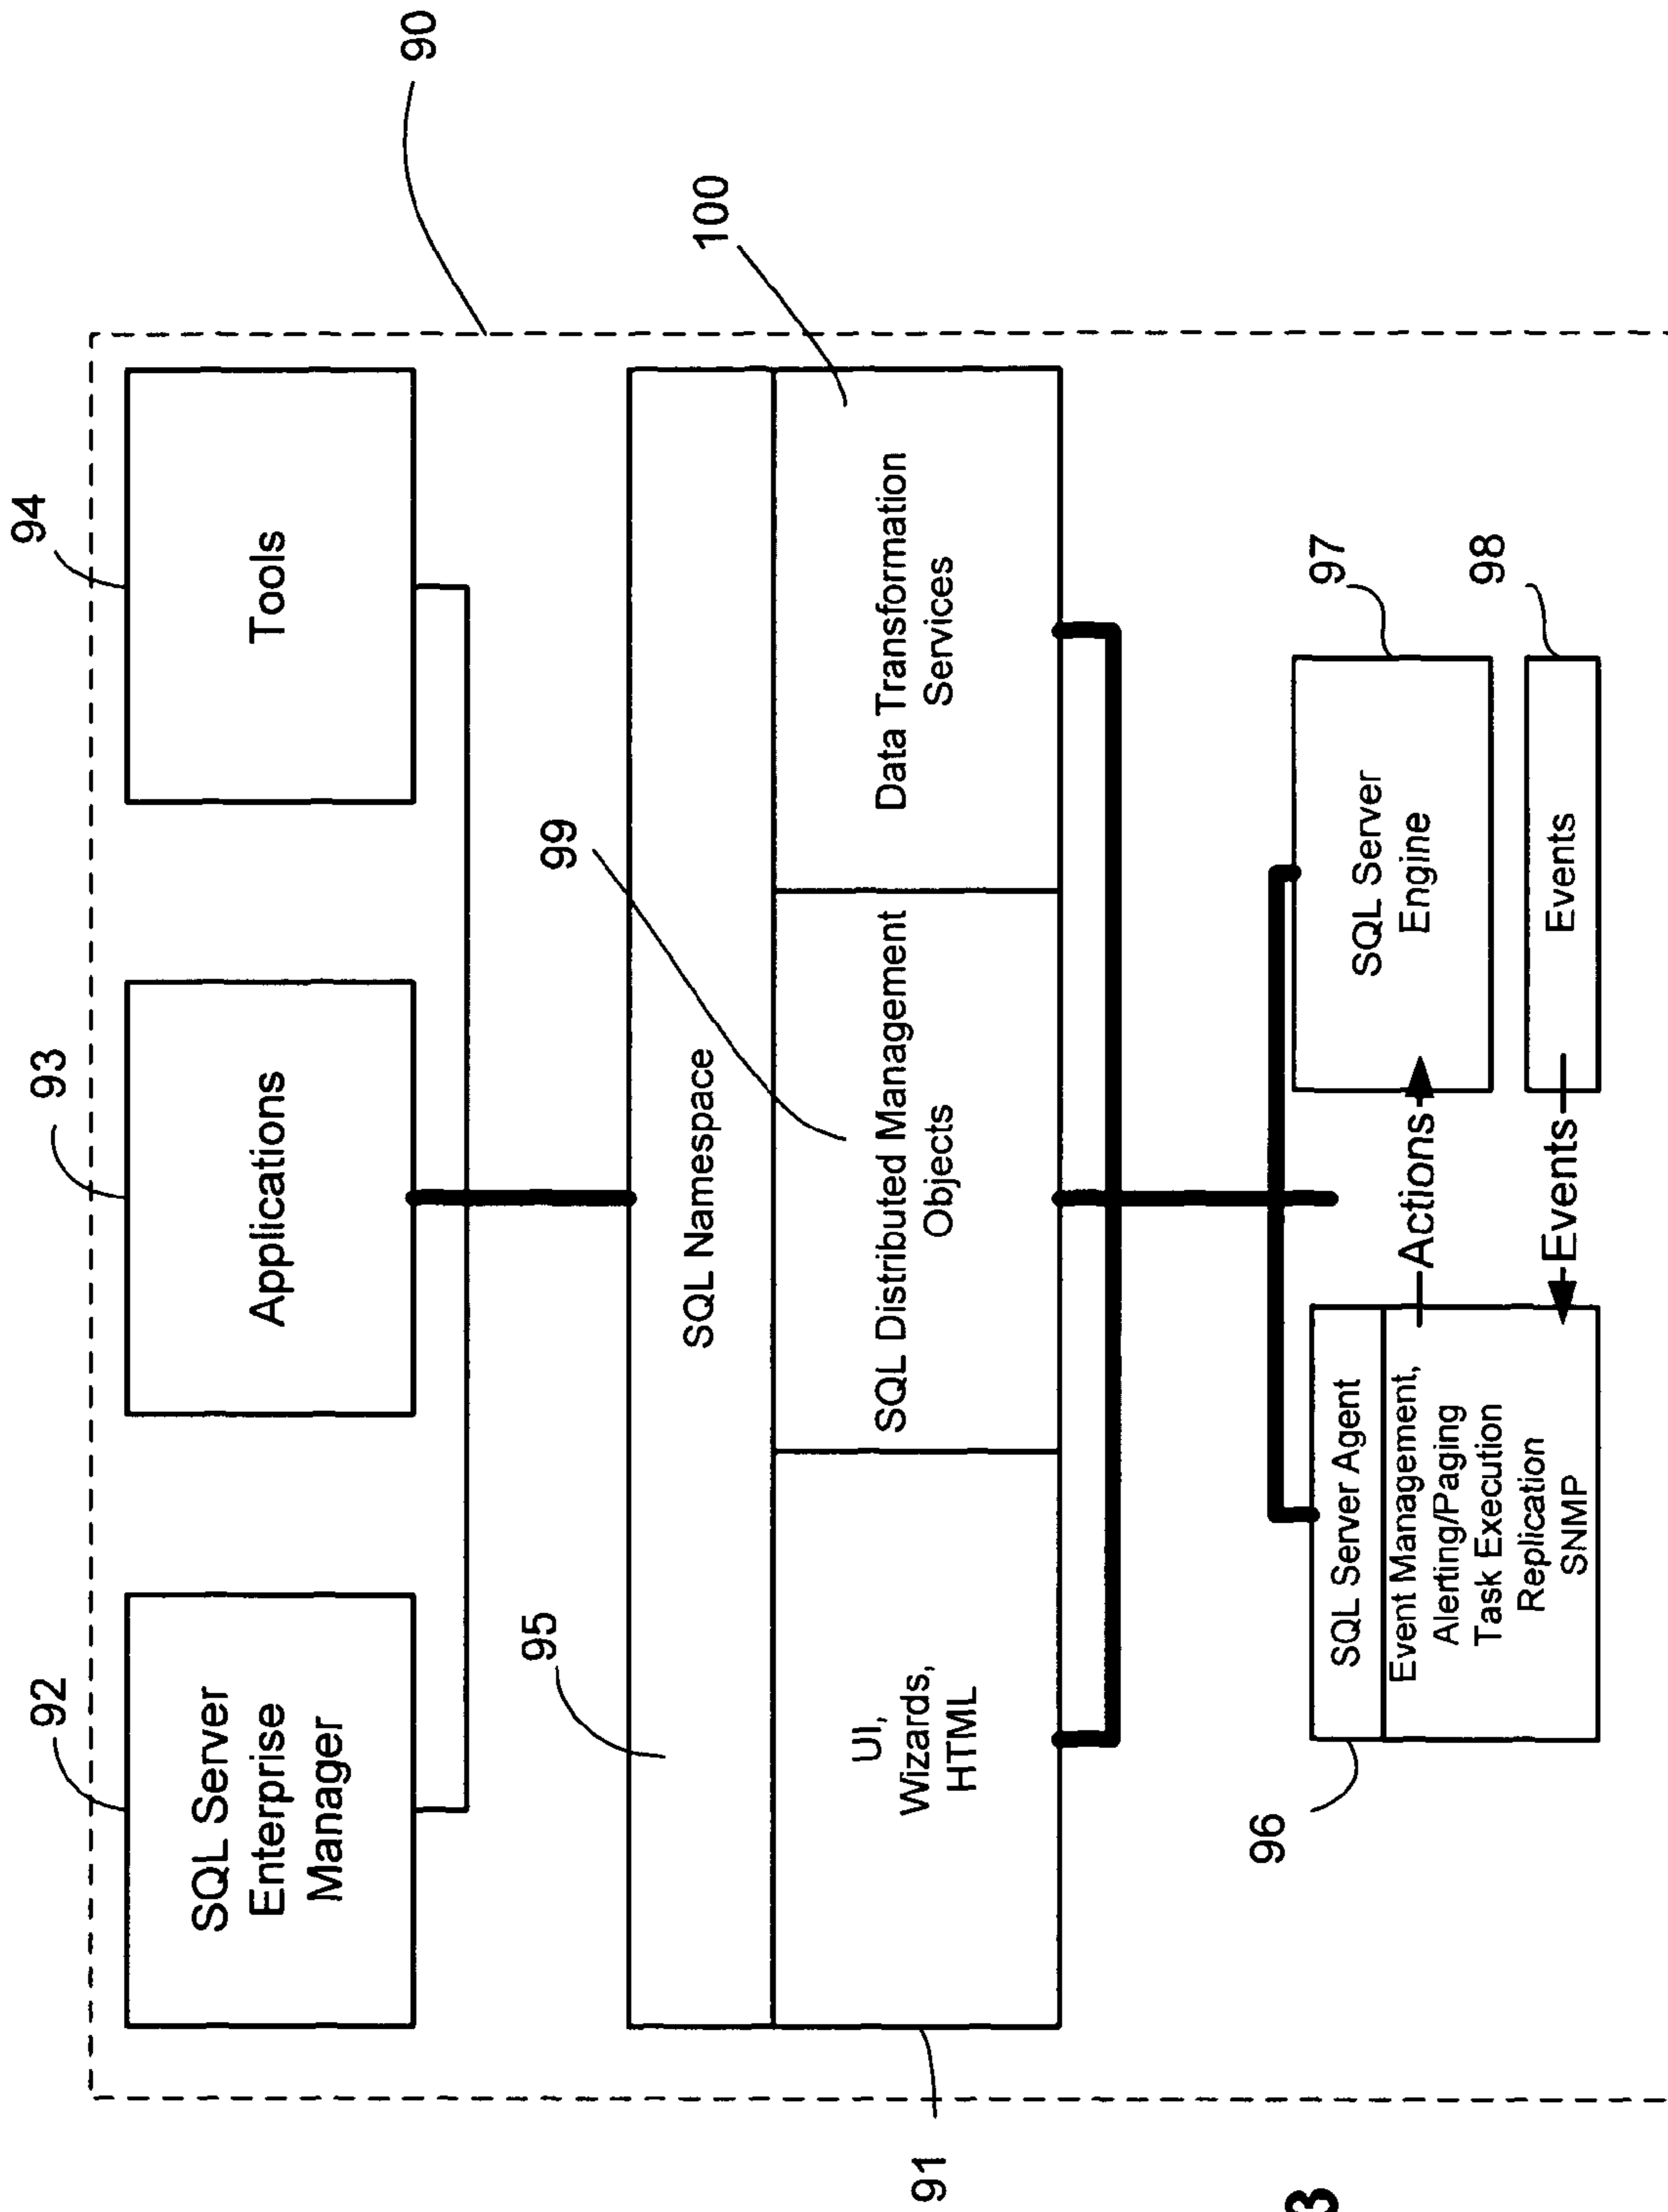 90
92
93
94
SQL Server
Enterprise
Manager
Applications
Tools
95
99
100
SQL Namespace
91
UI,
Wizards,
HTML
SQL Distributed Management
Objects
Data Transformation
Services
96
97
98
SQL Server Agent
Event Management,
Alerting/Paging
Task Execution
Replication
SNMP
Actions
Events
SQL Server
Engine
Events
3